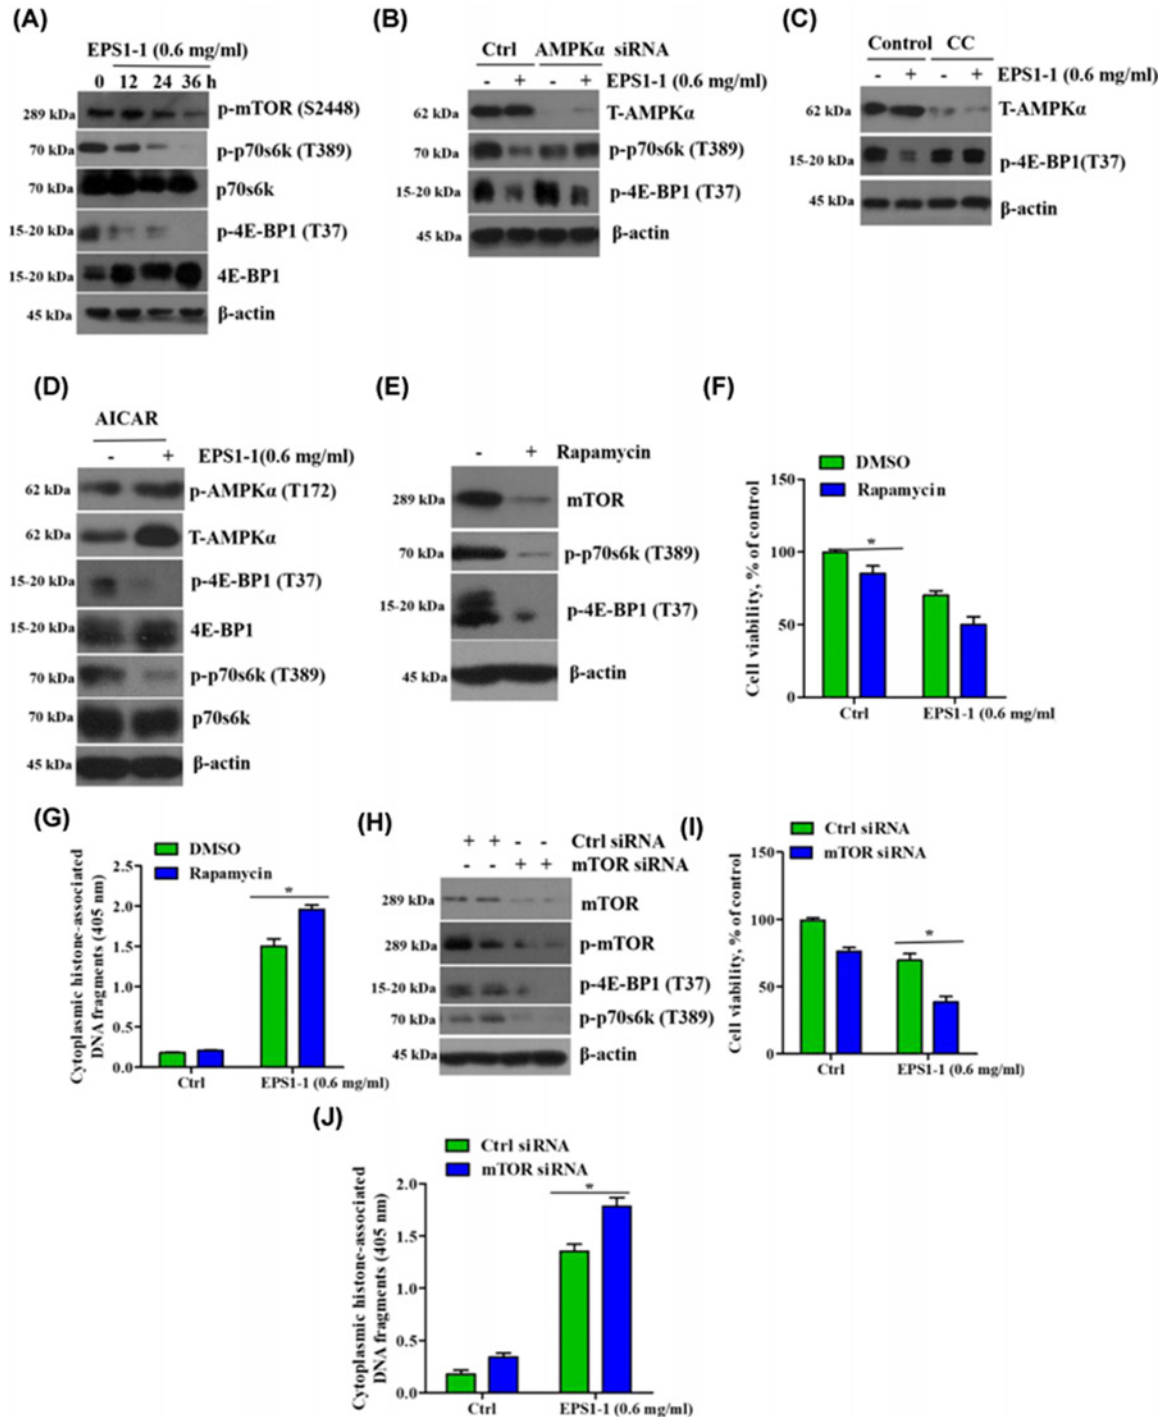 (A)
EPS1-1 (0.6 mg/ml)
0 12 24 36 h
289 kDa p-mTOR (S2448)
70 kDa p-p70s6k (T389)
70 kDa p70s6k
15-20 kDa p-4E-BP1 (T37)
15-20 kDa 4E-BP1
45 kDa β-actin
(B)
Ctrl AMPKα siRNA
- + - + EPS1-1 (0.6 mg/ml)
62 kDa T-AMPKα
70 kDa p-p70s6k (T389)
15-20 kDa p-4E-BP1 (T37)
45 kDa β-actin
(C)
Control CC
- + - + EPS1-1 (0.6 mg/ml)
62 kDa T-AMPKα
15-20 kDa p-4E-BP1(T37)
45 kDa β-actin
(D)
AICAR
- + EPS1-1(0.6 mg/ml)
62 kDa p-AMPKα (T172)
62 kDa T-AMPKα
15-20 kDa p-4E-BP1 (T37)
15-20 kDa 4E-BP1
70 kDa p-p70s6k (T389)
70 kDa p70s6k
45 kDa β-actin
(E)
- + Rapamycin
289 kDa mTOR
70 kDa p-p70s6k (T389)
15-20 kDa p-4E-BP1 (T37)
45 kDa β-actin
(F)
DMSO
Rapamycin
Cell viability, % of control
150
100
50
0
*
Ctrl EPS1-1 (0.6 mg/ml
(G)
DMSO
Rapamycin
Cytoplasmic histone-associated
DNA fragments (405 nm)
2.5
2.0
1.5
1.0
0.5
0.0
*
Ctrl EPS1-1 (0.6 mg/ml)
(H)
+ + - - Ctrl siRNA
- - + + mTOR siRNA
289 kDa mTOR
289 kDa p-mTOR
15-20 kDa p-4E-BP1 (T37)
70 kDa p-p70s6k (T389)
45 kDa β-actin
(I)
Ctrl siRNA
mTOR siRNA
Cell viability, % of control
150
100
50
0
*
Ctrl EPS1-1 (0.6 mg/ml)
(J)
Ctrl siRNA
mTOR siRNA
Cytoplasmic histone-associated
DNA fragments (405 nm)
2.0
1.5
1.0
0.5
0.0
*
Ctrl EPS1-1 (0.6 mg/ml)